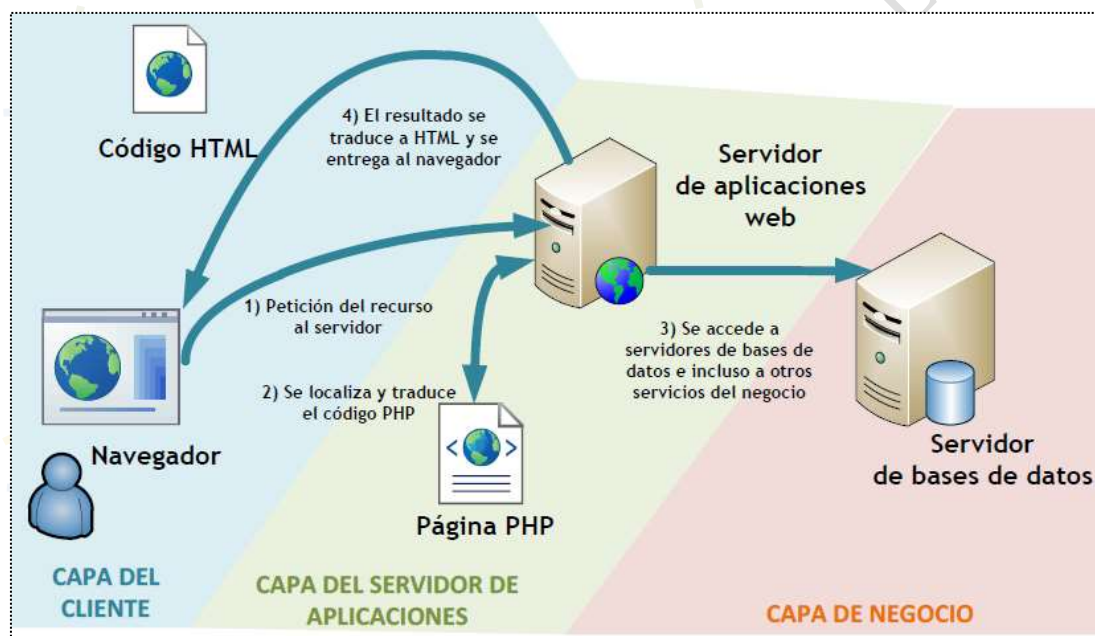 Código HTML
4) El resultado se
traduce a HTML y se
entrega al navegador
Servidor
de aplicaciones
web
1) Petición del recurso
al servidor
2) Se localiza y traduce
el código PHP
3) Se accede a
servidores de bases de
datos e incluso a otros
servicios del negocio
Navegador
Página PHP
Servidor
de bases de datos
CAPA DEL
CLIENTE
CAPA DEL SERVIDOR DE
APLICACIONES
CAPA DE NEGOCIO